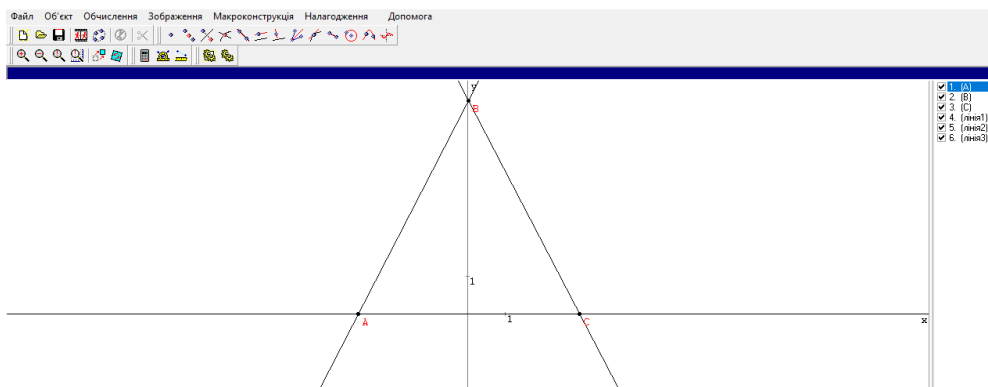 Файл Об'єкт Обчислення Зображення Макроконструкція Налагодження Допомога
1. (A)
2. (B)
3. (C)
4. (лінія1)
5. (лінія2)
6. (лінія3)
y
B
1
A
1
C
x